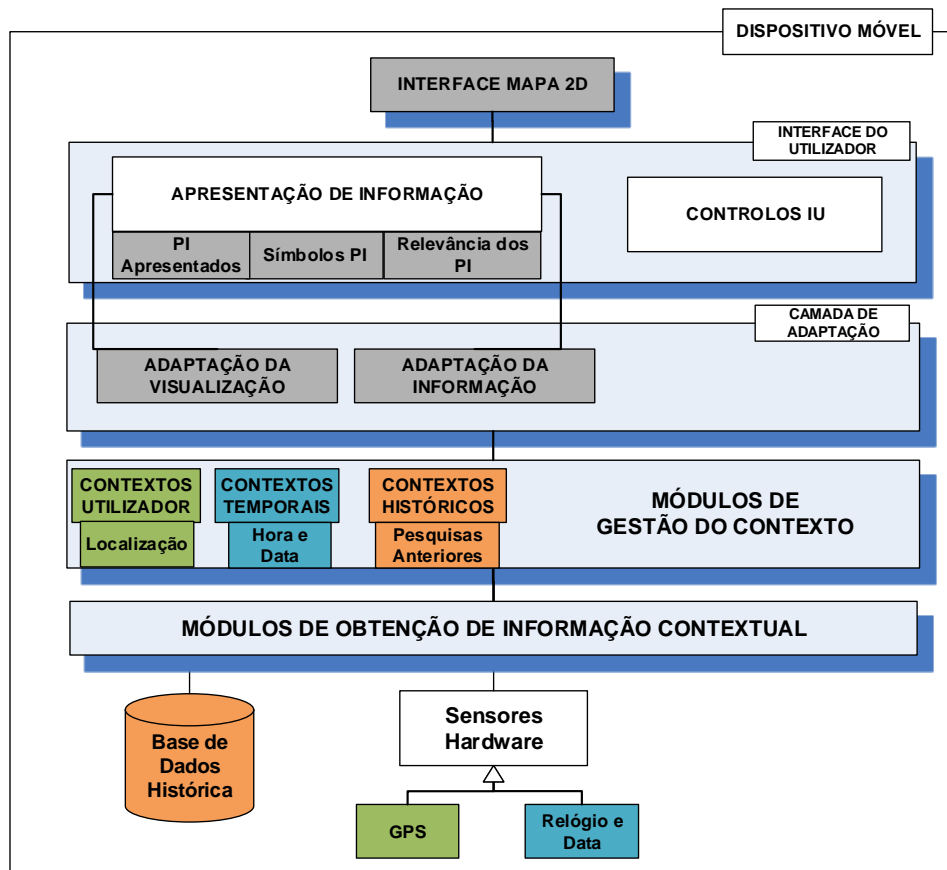 DISPOSITIVO MÓVEL
INTERFACE MAPA 2D
INTERFACE DO
UTILIZADOR
APRESENTAÇÃO DE INFORMAÇÃO
CONTROLOS IU
PI
Apresentados
Símbolos PI
Relevância dos
PI
CAMADA DE
ADAPTAÇÃO
ADAPTAÇÃO DA
VISUALIZAÇÃO
ADAPTAÇÃO DA
INFORMAÇÃO
CONTEXTOS
UTILIZADOR
Localização
CONTEXTOS
TEMPORAIS
Hora e
Data
CONTEXTOS
HISTÓRICOS
Pesquisas
Anteriores
MÓDULOS DE
GESTÃO DO CONTEXTO
MÓDULOS DE OBTENÇÃO DE INFORMAÇÃO CONTEXTUAL
Base de
Dados
Histórica
Sensores
Hardware
GPS
Relógio e
Data